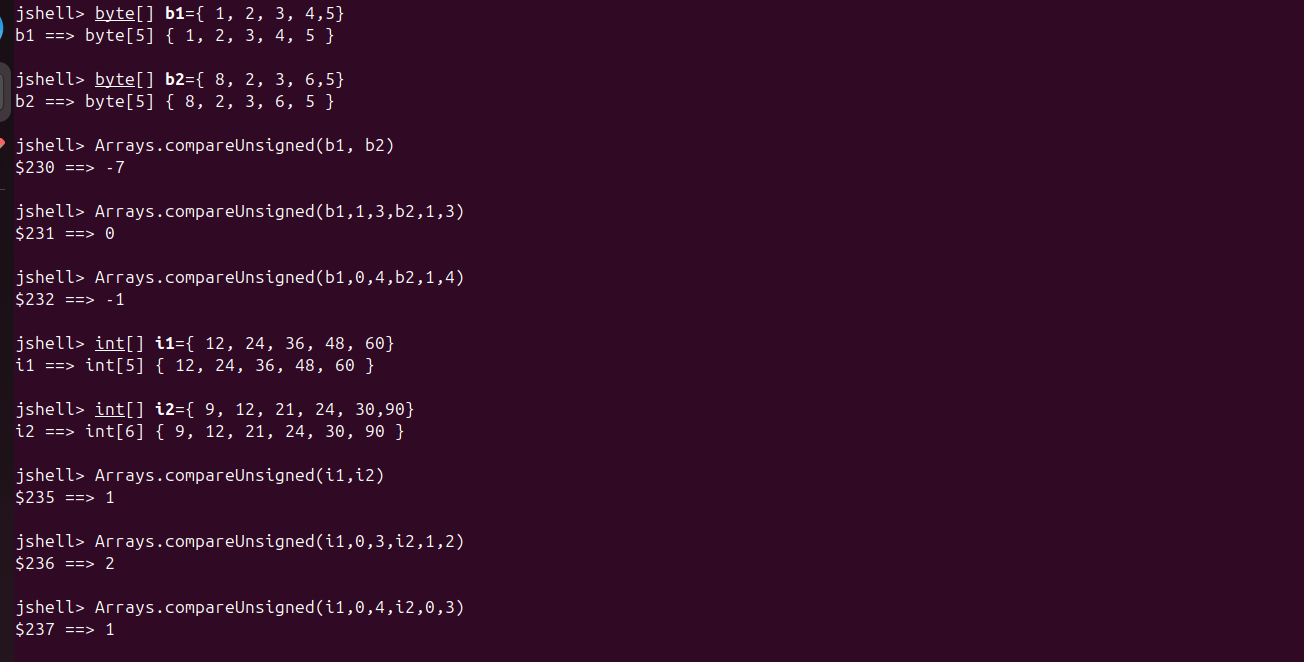 jshell> byte[] b1={ 1, 2, 3, 4,5}
b1 ==> byte[5] { 1, 2, 3, 4, 5 }
jshell> byte[] b2={ 8, 2, 3, 6,5}
b2 ==> byte[5] { 8, 2, 3, 6, 5 }
jshell> Arrays.compareUnsigned(b1, b2)
$230 ==> -7
jshell> Arrays.compareUnsigned(b1,1,3,b2,1,3)
$231 ==> 0
jshell> Arrays.compareUnsigned(b1,0,4,b2,1,4)
$232 ==> -1
jshell> int[] i1={ 12, 24, 36, 48, 60}
i1 ==> int[5] { 12, 24, 36, 48, 60 }
jshell> int[] i2={ 9, 12, 21, 24, 30,90}
i2 ==> int[6] { 9, 12, 21, 24, 30, 90 }
jshell> Arrays.compareUnsigned(i1,i2)
$235 ==> 1
jshell> Arrays.compareUnsigned(i1,0,3,i2,1,2)
$236 ==> 2
jshell> Arrays.compareUnsigned(i1,0,4,i2,0,3)
$237 ==> 1